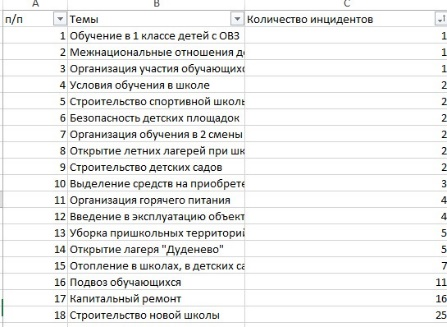 A B C
п/п Темы Количество инцидентов
1 Обучение в 1 классе детей с ОВЗ 1
2 Межнациональные отношения д 1
3 Организация участия обучающихс 1
4 Условия обучения в школе 2
5 Строительство спортивной школь 2
6 Безопасность детских площадок 2
7 Организация обучения в 2 смены 2
8 Открытие летних лагерей при шк 2
9 Строительство детских садов 2
10 Выделение средств на приобрете 3
11 Организация горячего питания 4
12 Введение в эксплуатацию объект 4
13 Уборка пришкольных территорий 5
14 Открытие лагеря "Дуденево" 5
15 Отопление в школах, в детских са 7
16 Подвоз обучающихся 11
17 Капитальный ремонт 16
18 Строительство новой школы 25